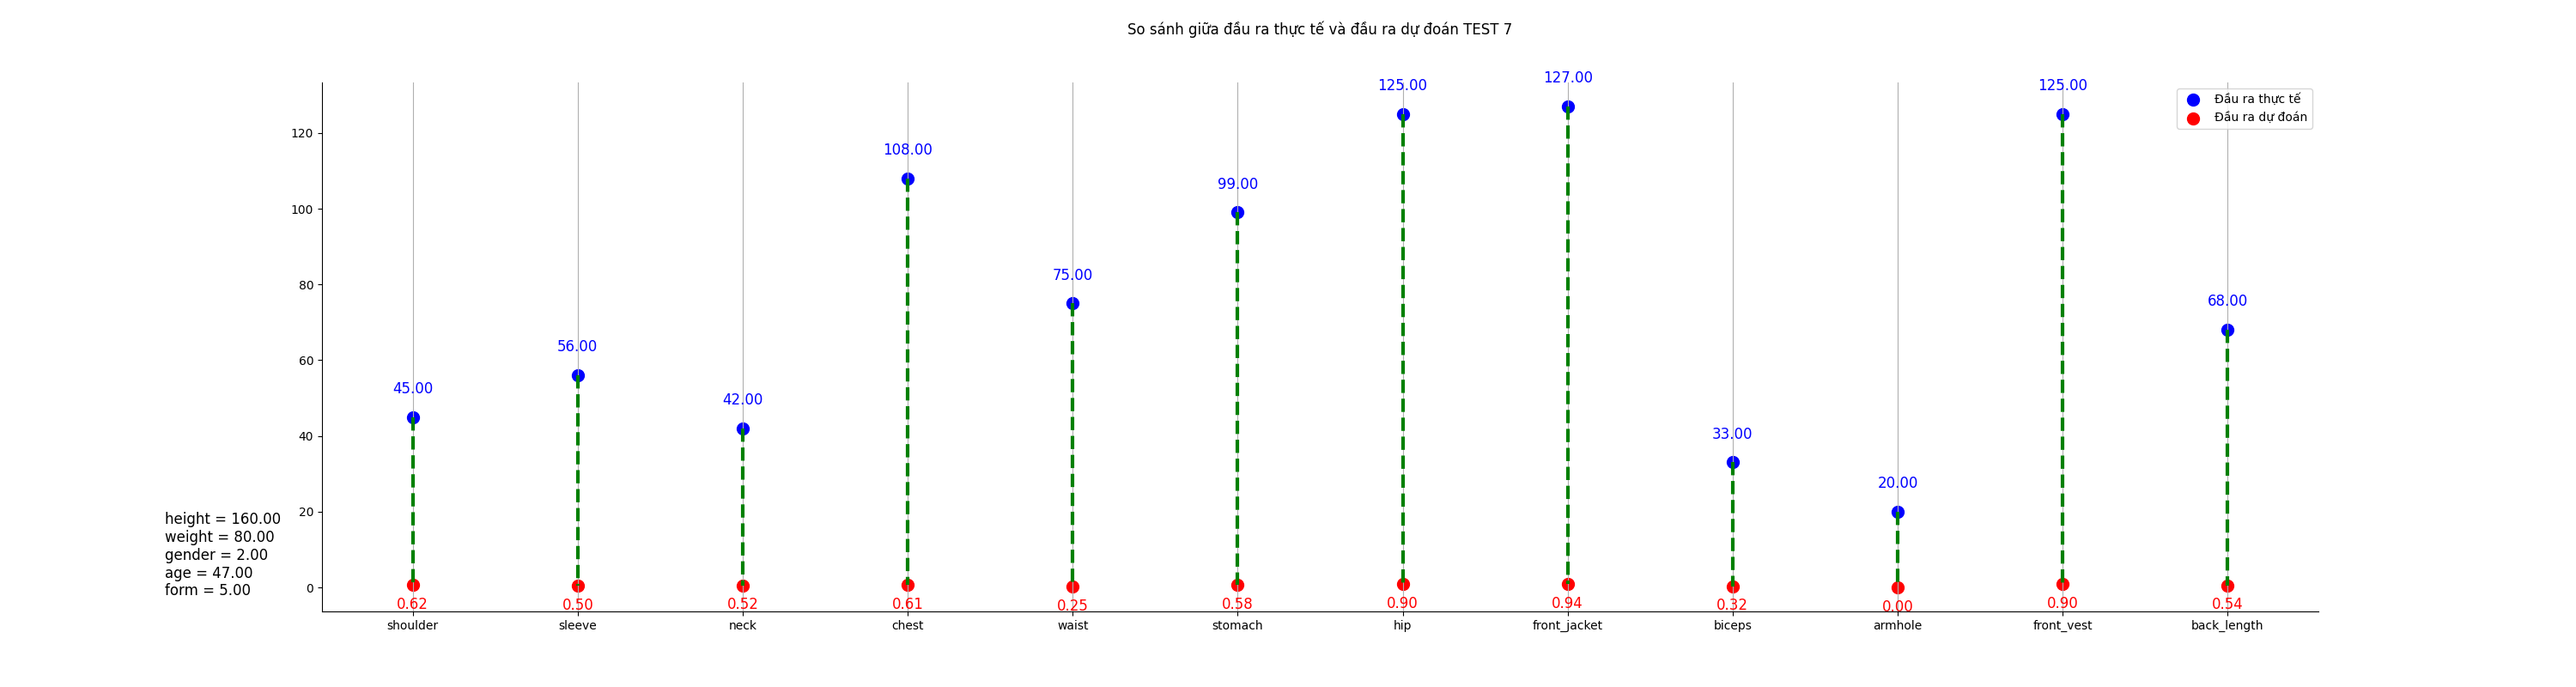 So sánh giữa đầu ra thực tế và đầu ra dự đoán TEST 7
Đầu ra thực tế
Đầu ra dự đoán
120
100
80
60
40
20
0
45.00
56.00
42.00
108.00
75.00
99.00
125.00
127.00
33.00
20.00
125.00
68.00
height = 160.00
weight = 80.00
gender = 2.00
age = 47.00
form = 5.00
0.62
0.50
0.52
0.61
0.25
0.58
0.90
0.94
0.32
0.00
0.90
0.54
shoulder
sleeve
neck
chest
waist
stomach
hip
front_jacket
biceps
armhole
front_vest
back_length